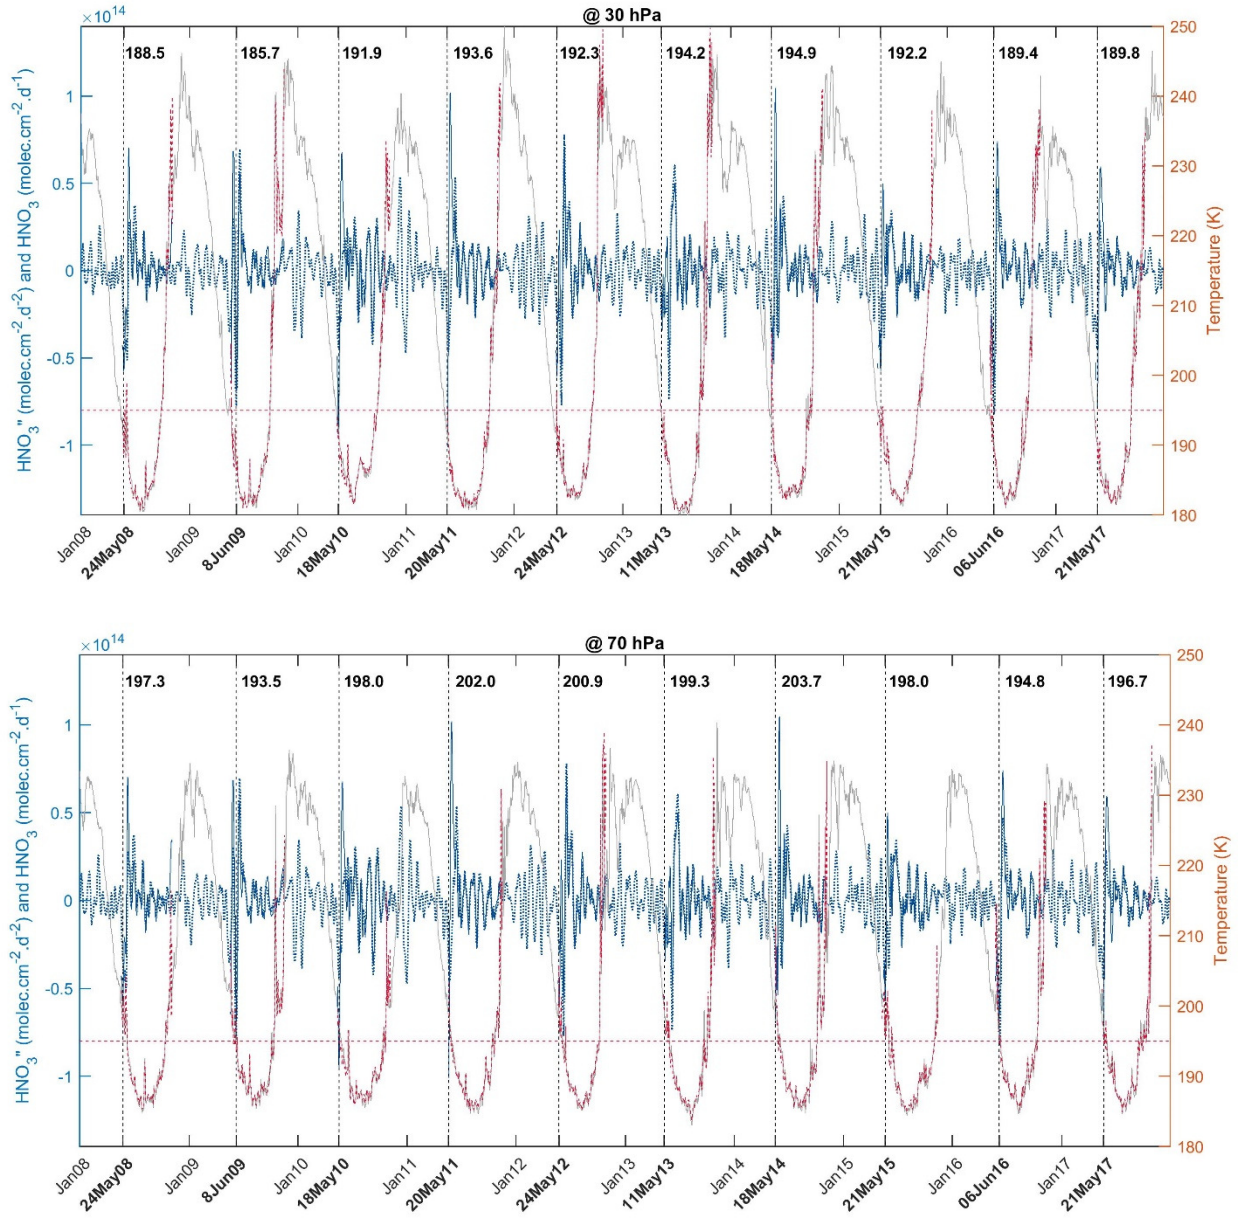 @ 30 hPa
×10^14
188.5 185.7 191.9 193.6 192.3 194.2 194.9 192.2 189.4 189.8
1
0.5
0
-0.5
-1
HNO3'' (molec.cm-2.d-2) and HNO3 (molec.cm-2.d-1)
250
240
230
220
210
200
190
180
Temperature (K)
Jan08 24May08 Jan09 8Jun09 Jan10 18May10 Jan11 20May11 Jan12 24May12 Jan13 11May13 Jan14 18May14 Jan15 21May15 Jan16 06Jun16 Jan17 21May17
@ 70 hPa
×10^14
197.3 193.5 198.0 202.0 200.9 199.3 203.7 198.0 194.8 196.7
1
0.5
0
-0.5
-1
HNO3'' (molec.cm-2.d-2) and HNO3 (molec.cm-2.d-1)
250
240
230
220
210
200
190
180
Temperature (K)
Jan08 24May08 Jan09 8Jun09 Jan10 18May10 Jan11 20May11 Jan12 24May12 Jan13 11May13 Jan14 18May14 Jan15 21May15 Jan16 06Jun16 Jan17 21May17